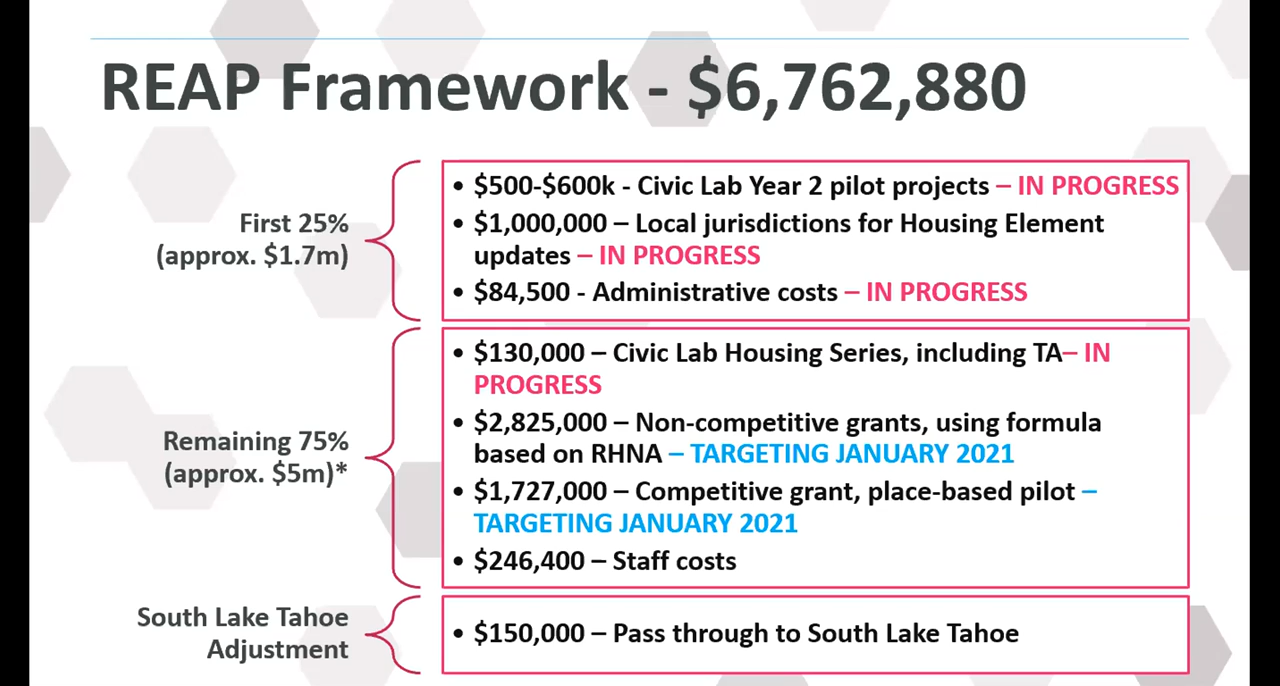 REAP Framework - $6,762,880
First 25%
(approx. $1.7m)
• $500-$600k - Civic Lab Year 2 pilot projects – IN PROGRESS
• $1,000,000 – Local jurisdictions for Housing Element
updates – IN PROGRESS
• $84,500 - Administrative costs – IN PROGRESS
Remaining 75%
(approx. $5m)*
• $130,000 – Civic Lab Housing Series, including TA– IN
PROGRESS
• $2,825,000 – Non-competitive grants, using formula
based on RHNA – TARGETING JANUARY 2021
• $1,727,000 – Competitive grant, place-based pilot –
TARGETING JANUARY 2021
• $246,400 – Staff costs
South Lake Tahoe
Adjustment
• $150,000 – Pass through to South Lake Tahoe